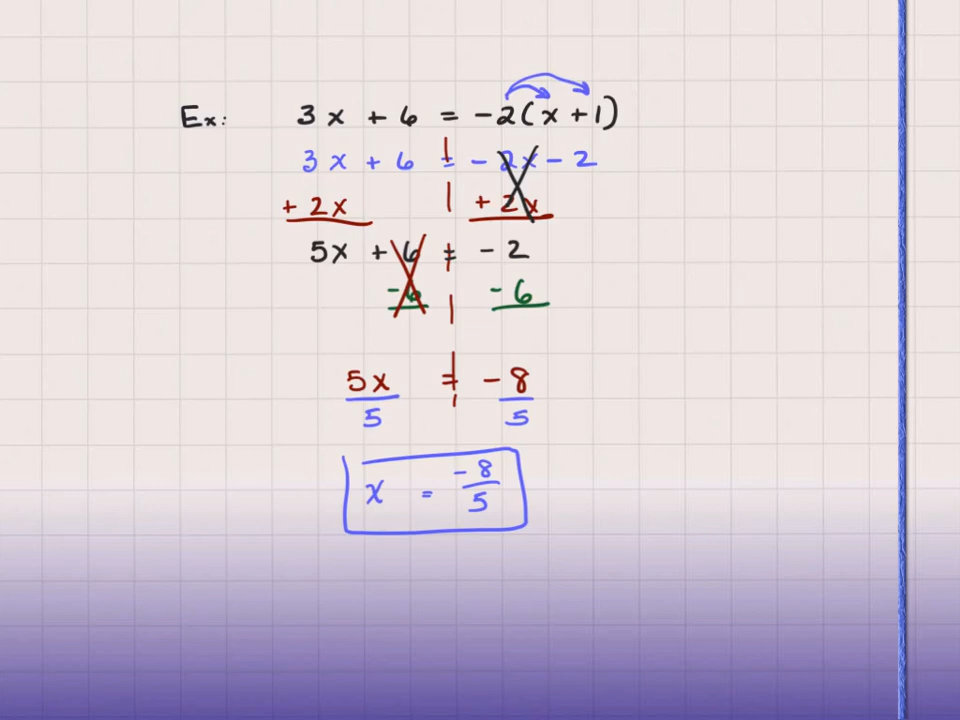 Ex: 3x + 6 = -2(x + 1)
3x + 6 = -2x - 2
+ 2x + 2x
5x + 6 = -2
-6 -6
5x = -8
5 5
x = -8/5